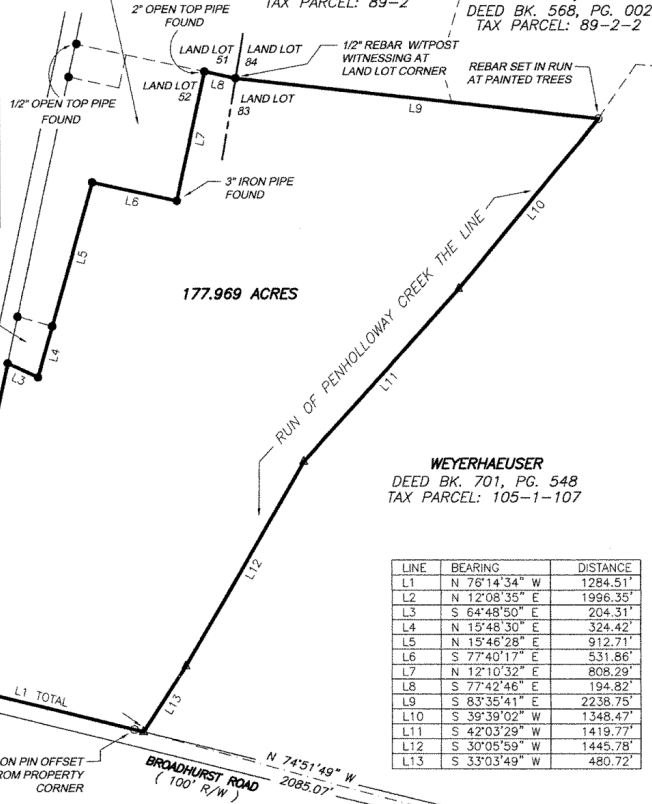 TAX PARCEL: 89-2
DEED BK. 568, PG. 002
TAX PARCEL: 89-2-2
2" OPEN TOP PIPE
FOUND
LAND LOT
51
LAND LOT
84
1/2" REBAR W/TPOST
WITNESSING AT
LAND LOT CORNER
REBAR SET IN RUN
AT PAINTED TREES
1/2" OPEN TOP PIPE
FOUND
LAND LOT
52
L8
LAND LOT
83
L9
L7
3" IRON PIPE
FOUND
L6
L10
L5
177.969 ACRES
RUN OF PENHOLLOWAY CREEK THE LINE
L4
L3
L11
WEYERHAEUSER
DEED BK. 701, PG. 548
TAX PARCEL: 105-1-107
L12
LINE BEARING DISTANCE
L1 N 76°14'34" W 1284.51'
L2 N 12°08'35" E 1996.35'
L3 S 64°48'50" E 204.31'
L4 N 15°48'30" E 324.42'
L5 N 15°46'28" E 912.71'
L6 S 77°40'17" E 531.86'
L7 N 12°10'32" E 808.29'
L8 S 77°42'46" E 194.82'
L9 S 83°35'41" E 2238.75'
L10 S 39°39'02" W 1348.47'
L11 S 42°03'29" W 1419.77'
L12 S 30°05'59" W 1445.78'
L13 S 33°03'49" W 480.72'
L1 TOTAL
L13
ON PIN OFFSET
ROM PROPERTY
CORNER
BROADHURST ROAD
( 100' R/W )
N 74°51'49" W
2085.07'